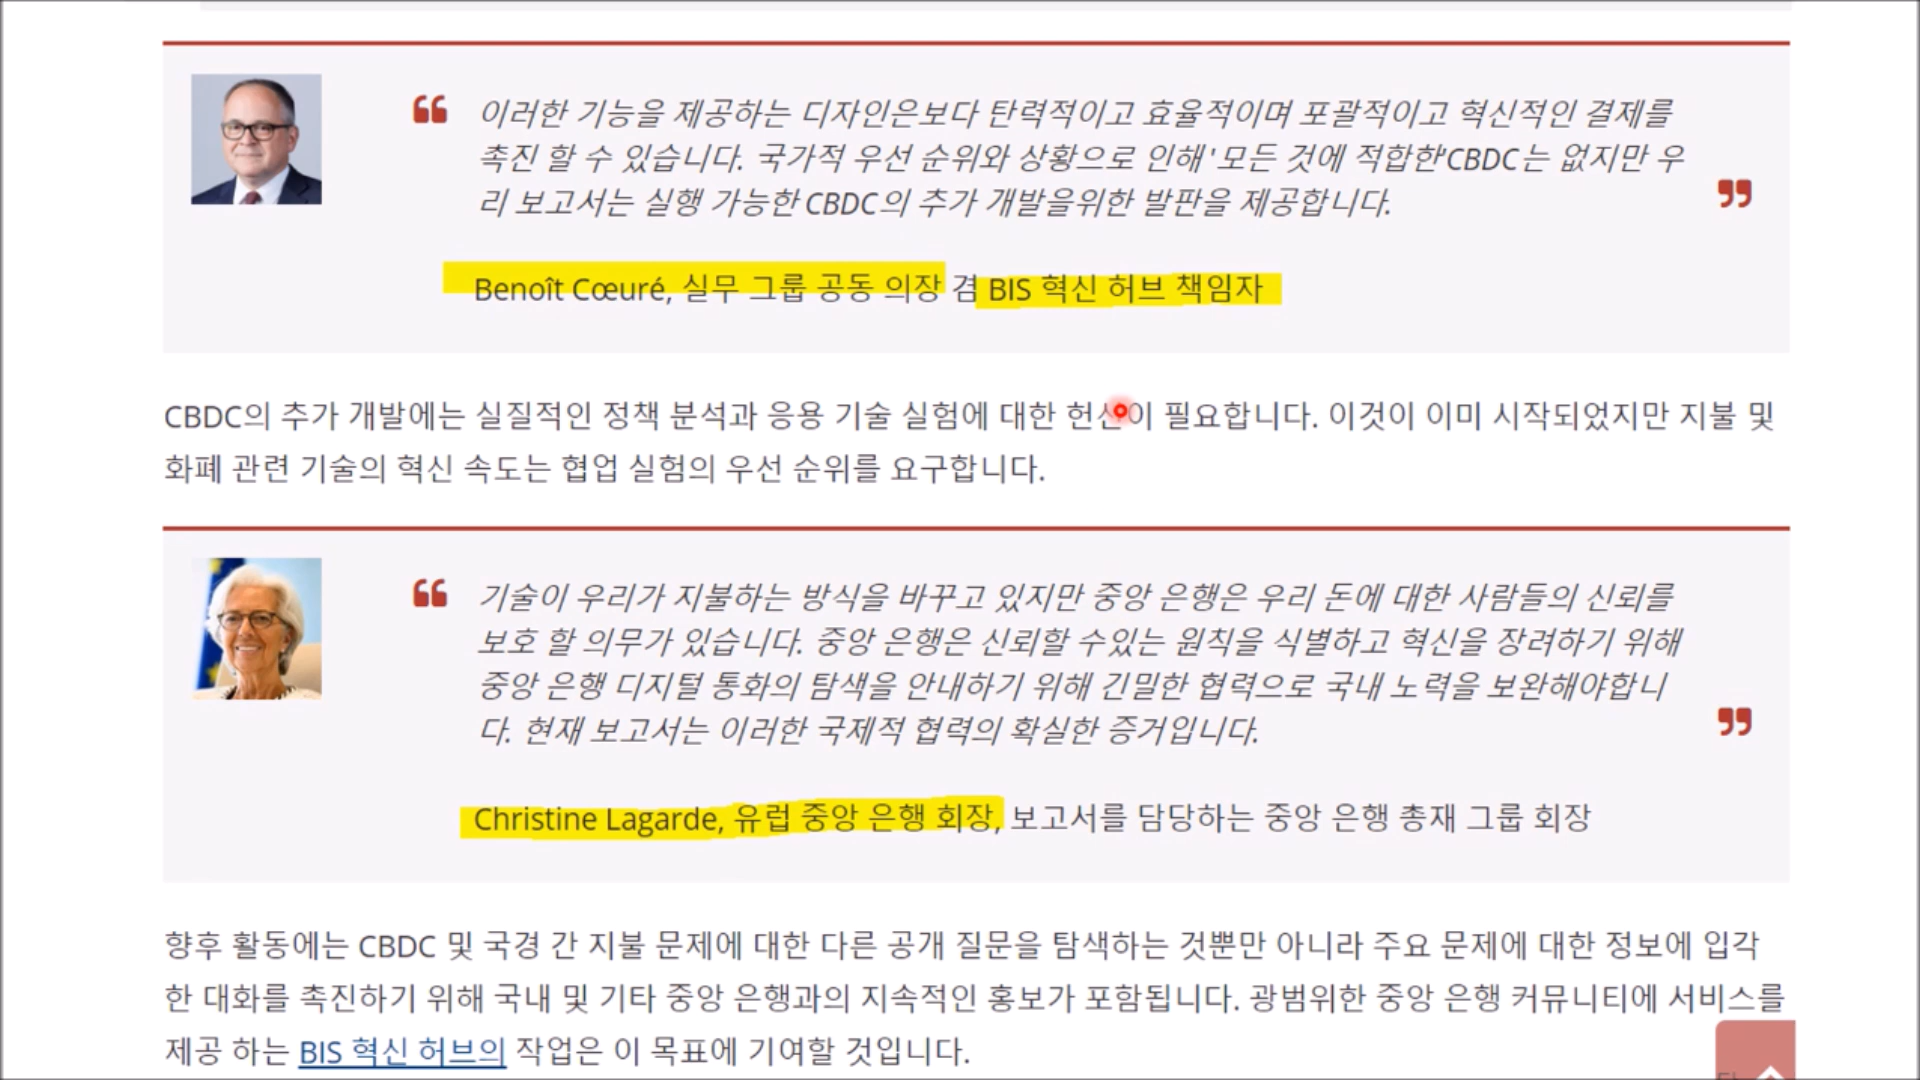 이러한 기능을 제공하는 디자인은보다 탄력적이고 효율적이며 포괄적이고 혁신적인 결제를
촉진 할 수 있습니다. 국가적 우선 순위와 상황으로 인해 '모든 것에 적합한'CBDC는 없지만 우
리 보고서는 실행 가능한 CBDC의 추가 개발을위한 발판을 제공합니다.
Benoît Cœuré, 실무 그룹 공동 의장 겸 BIS 혁신 허브 책임자
CBDC의 추가 개발에는 실질적인 정책 분석과 응용 기술 실험에 대한 헌신이 필요합니다. 이것이 이미 시작되었지만 지불 및
화폐 관련 기술의 혁신 속도는 협업 실험의 우선 순위를 요구합니다.
기술이 우리가 지불하는 방식을 바꾸고 있지만 중앙 은행은 우리 돈에 대한 사람들의 신뢰를
보호 할 의무가 있습니다. 중앙 은행은 신뢰할 수있는 원칙을 식별하고 혁신을 장려하기 위해
중앙 은행 디지털 통화의 탐색을 안내하기 위해 긴밀한 협력으로 국내 노력을 보완해야합니
다. 현재 보고서는 이러한 국제적 협력의 확실한 증거입니다.
Christine Lagarde, 유럽 중앙 은행 회장, 보고서를 담당하는 중앙 은행 총재 그룹 회장
향후 활동에는 CBDC 및 국경 간 지불 문제에 대한 다른 공개 질문을 탐색하는 것뿐만 아니라 주요 문제에 대한 정보에 입각
한 대화를 촉진하기 위해 국내 및 기타 중앙 은행과의 지속적인 홍보가 포함됩니다. 광범위한 중앙 은행 커뮤니티에 서비스를
제공 하는 BIS 혁신 허브의 작업은 이 목표에 기여할 것입니다.